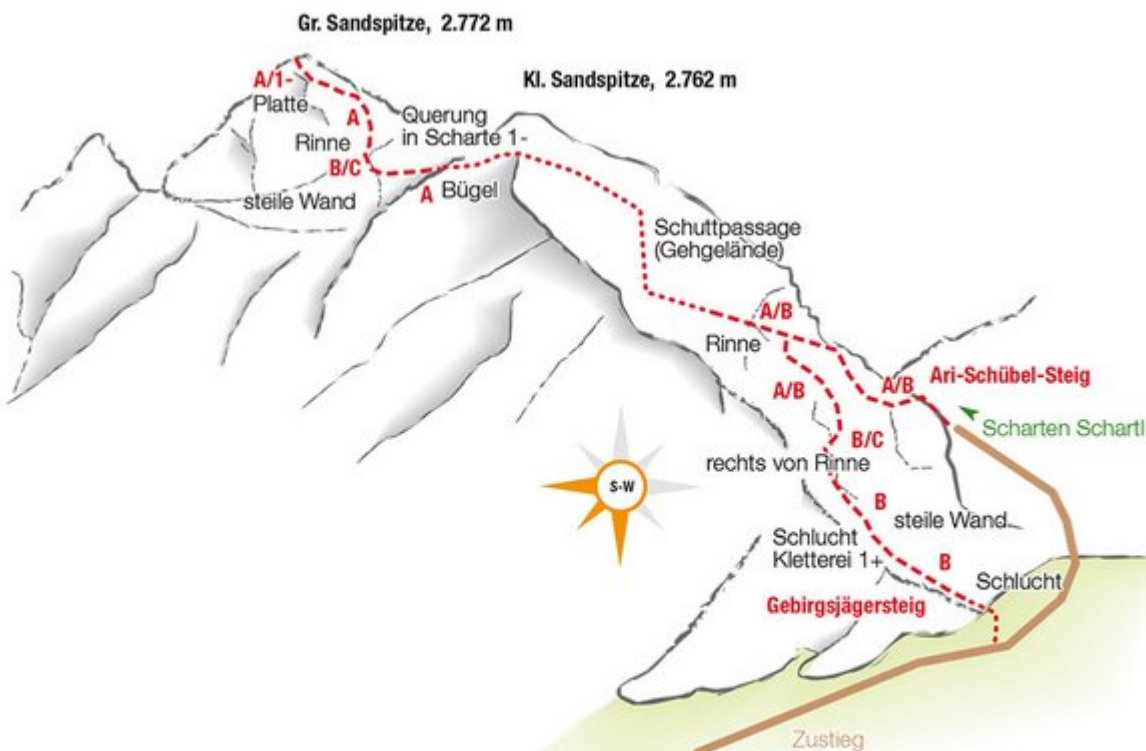 Gr. Sandspitze, 2.772 m
Kl. Sandspitze, 2.762 m
A/1-
Platte
A
Querung
in Scharte 1-
Rinne
B/C
steile Wand
A
Bügel
Schuttpassage
(Gehgelände)
A/B
Rinne
A/B
A/B
Ari-Schübel-Steig
Scharten Schartl
B/C
rechts von Rinne
S-W
B
steile Wand
Schlucht
Kletterei 1+
B
Schlucht
Gebirgsjägersteig
Zustieg